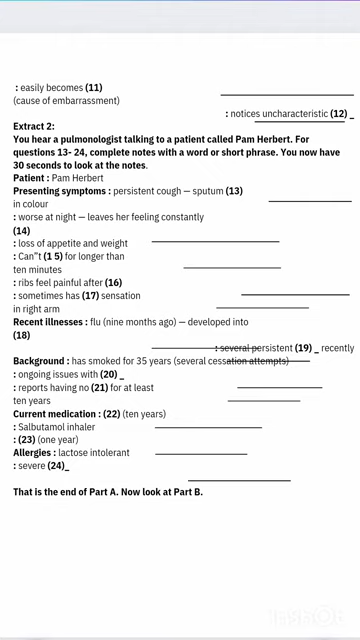 : easily becomes (11)
(cause of embarrassment)
: notices uncharacteristic (12) _
Extract 2:
You hear a pulmonologist talking to a patient called Pam Herbert. For
questions 13- 24, complete notes with a word or short phrase. You now have
30 seconds to look at the notes.
Patient : Pam Herbert
Presenting symptoms : persistent cough — sputum (13)
in colour
: worse at night — leaves her feeling constantly
(14)
: loss of appetite and weight
: Can"t (1 5) for longer than
ten minutes
: ribs feel painful after (16)
: sometimes has (17) sensation
in right arm
Recent illnesses : flu (nine months ago) — developed into
(18)
: several persistent (19) _ recently
Background : has smoked for 35 years (several cessation attempts)
: ongoing issues with (20) _
: reports having no (21) for at least
ten years
Current medication : (22) (ten years)
: Salbutamol inhaler
: (23) (one year)
Allergies : lactose intolerant
: severe (24)_
That is the end of Part A. Now look at Part B.